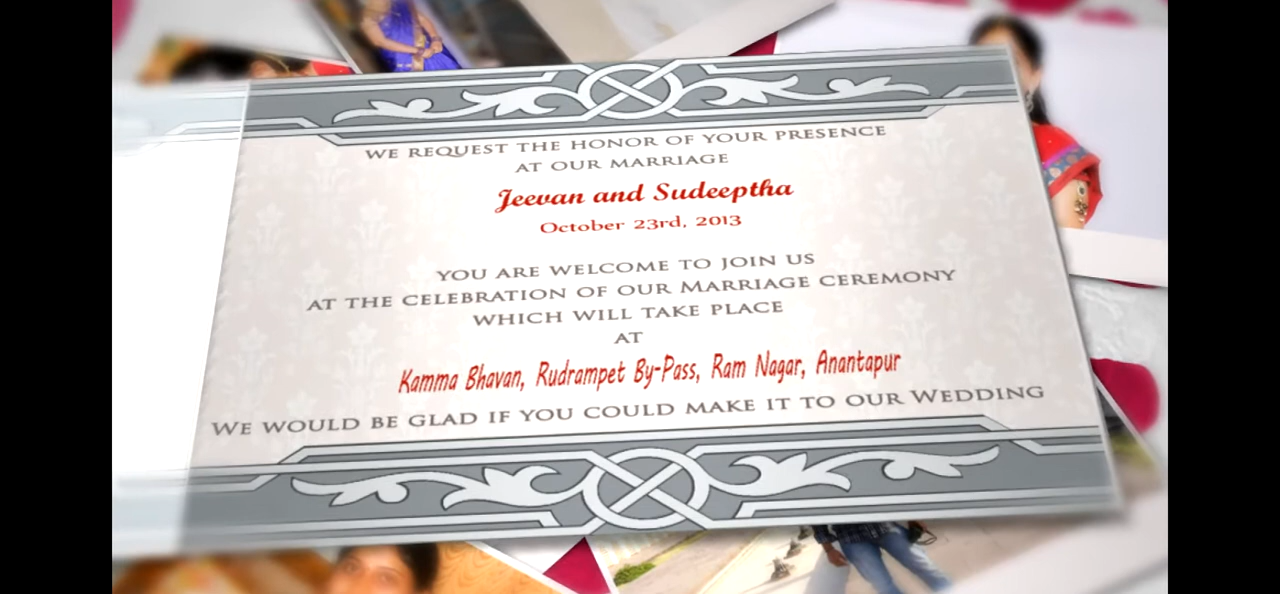 We request the honor of your presence
at our marriage
Jeevan and Sudeeptha
October 23rd, 2013
You are welcome to join us
at the celebration of our Marriage ceremony
which will take place
at
Kamma Bhavan, Rudrampet By-Pass, Ram Nagar, Anantapur
We would be glad if you could make it to our Wedding